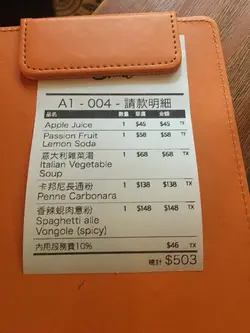 A1 - 004 - 請款明細
品名 數量 單價 金額
Apple Juice 1 $45 $45 TX
Passion Fruit 1 $58 $58 TX
Lemon Soda
意大利雜菜湯 1 $68 $68 TX
Italian Vegetable
Soup
卡邦尼長通粉 1 $138 $138 TX
Penne Carbonara
香辣蜆肉意粉 1 $148 $148 TX
Spaghetti alle
Vongole (spicy)
內用服務費10% $46 TX
總計 $503